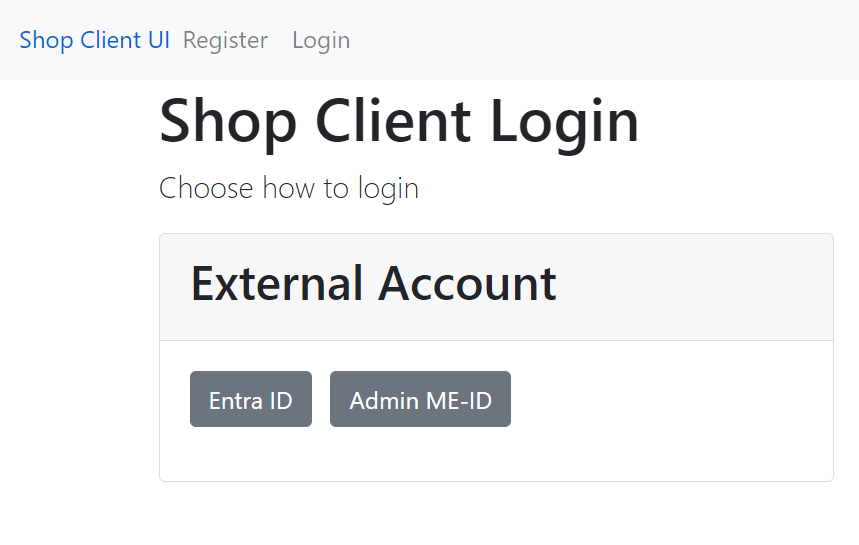 Shop Client UI Register Login
Shop Client Login
Choose how to login
External Account
Entra ID Admin ME-ID